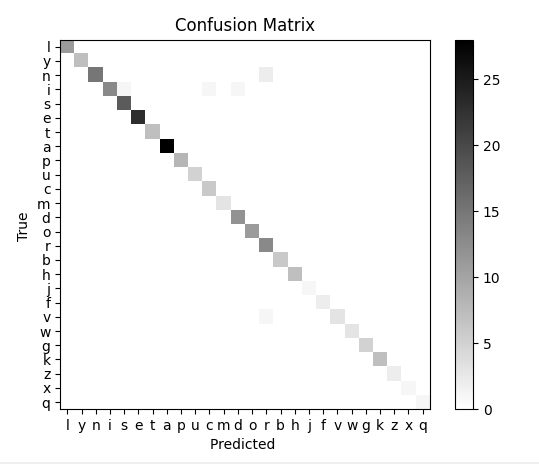 Confusion Matrix
True
l
y
n
i
s
e
t
a
p
u
c
m
d
o
r
b
h
j
f
v
w
g
k
z
x
q
l y n i s e t a p u c m d o r b h j f v w g k z x q
Predicted
25
20
15
10
5
0